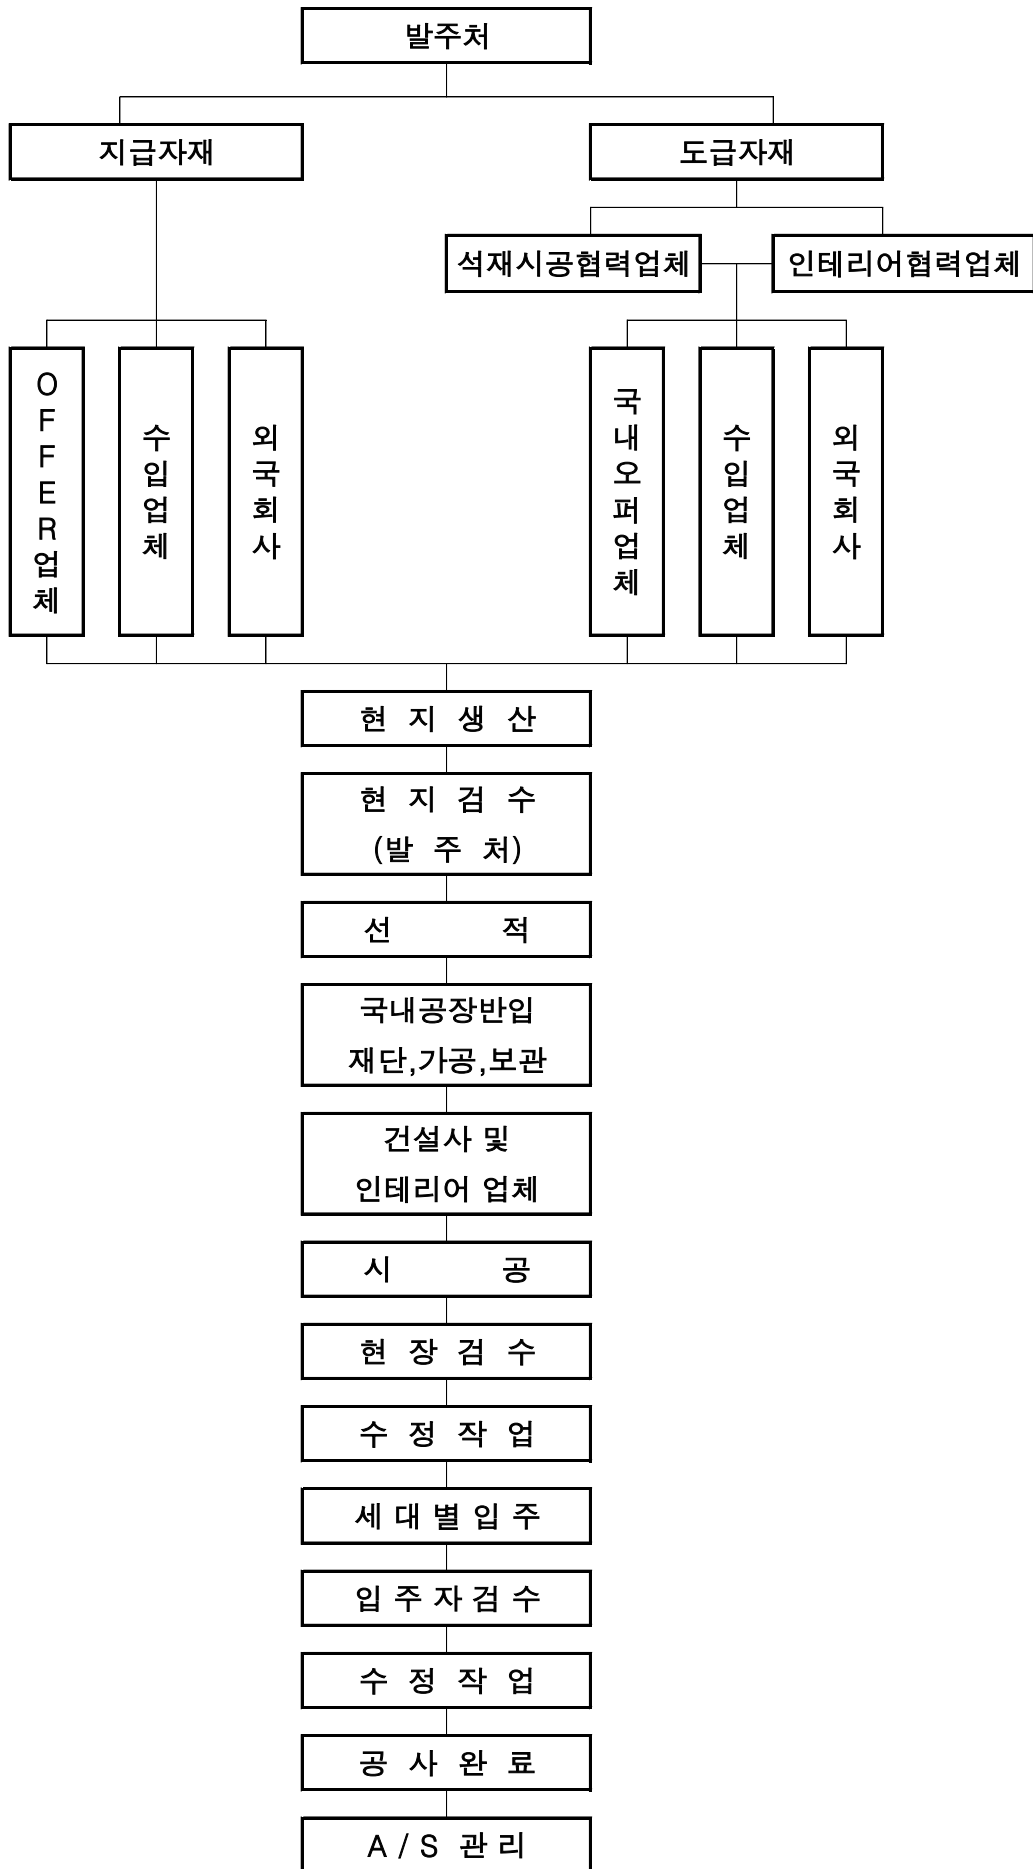 발주처
지급자재
도급자재
석재시공협력업체
인테리어협력업체
OFFER업체
수입업체
외국회사
국내오퍼업체
수입업체
외국회사
현 지 생 산
현 지 검 수
(발 주 처)
선 적
국내공장반입
재단,가공,보관
건설사 및
인테리어 업체
시 공
현 장 검 수
수 정 작 업
세 대 별 입 주
입 주 자 검 수
수 정 작 업
공 사 완 료
A / S 관 리